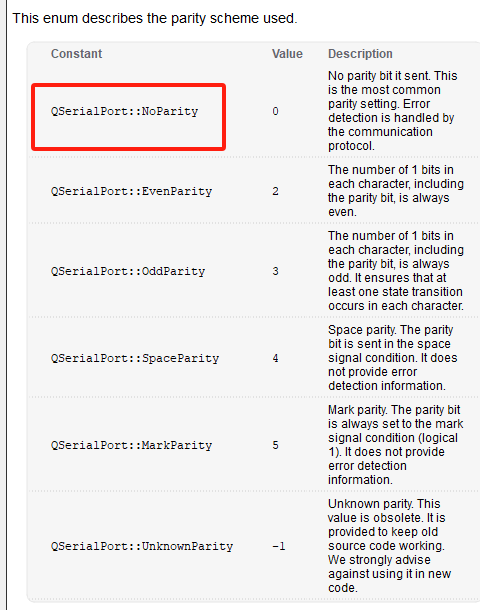 This enum describes the parity scheme used.
Constant Value Description
QSerialPort::NoParity 0 No parity bit it sent. This
is the most common
parity setting. Error
detection is handled by
the communication
protocol.
QSerialPort::EvenParity 2 The number of 1 bits in
each character, including
the parity bit, is always
even.
QSerialPort::OddParity 3 The number of 1 bits in
each character, including
the parity bit, is always
odd. It ensures that at
least one state transition
occurs in each character.
QSerialPort::SpaceParity 4 Space parity. The parity
bit is sent in the space
signal condition. It does
not provide error
detection information.
QSerialPort::MarkParity 5 Mark parity. The parity bit
is always set to the mark
signal condition (logical
1). It does not provide
error detection
information.
QSerialPort::UnknownParity -1 Unknown parity. This
value is obsolete. It is
provided to keep old
source code working.
We strongly advise
against using it in new
code.